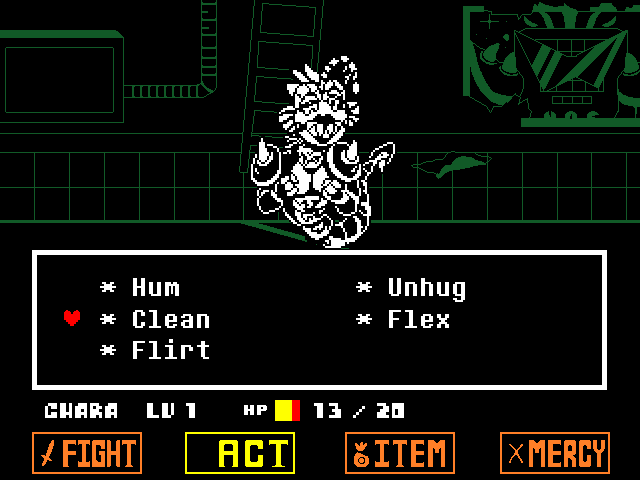 * Hum * Unhug
* Clean * Flex
* Flirt
CHARA LV 1 HP 13 / 20
FIGHT ACT ITEM MERCY